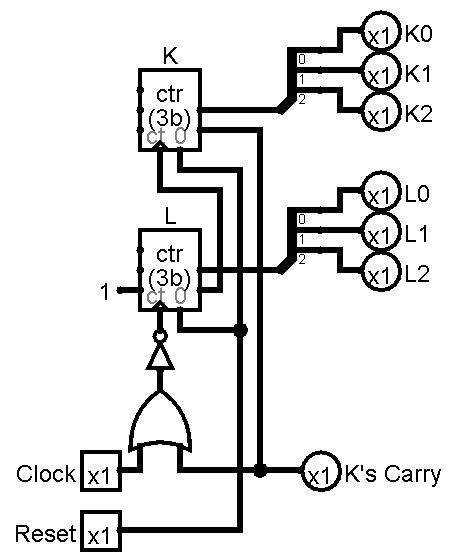 K
ctr
(3b)
ct 0
0
1
2
x1 K0
x1 K1
x1 K2
L
ctr
(3b)
ct 0
1
0
1
2
x1 L0
x1 L1
x1 L2
Clock x1
x1 K's Carry
Reset x1